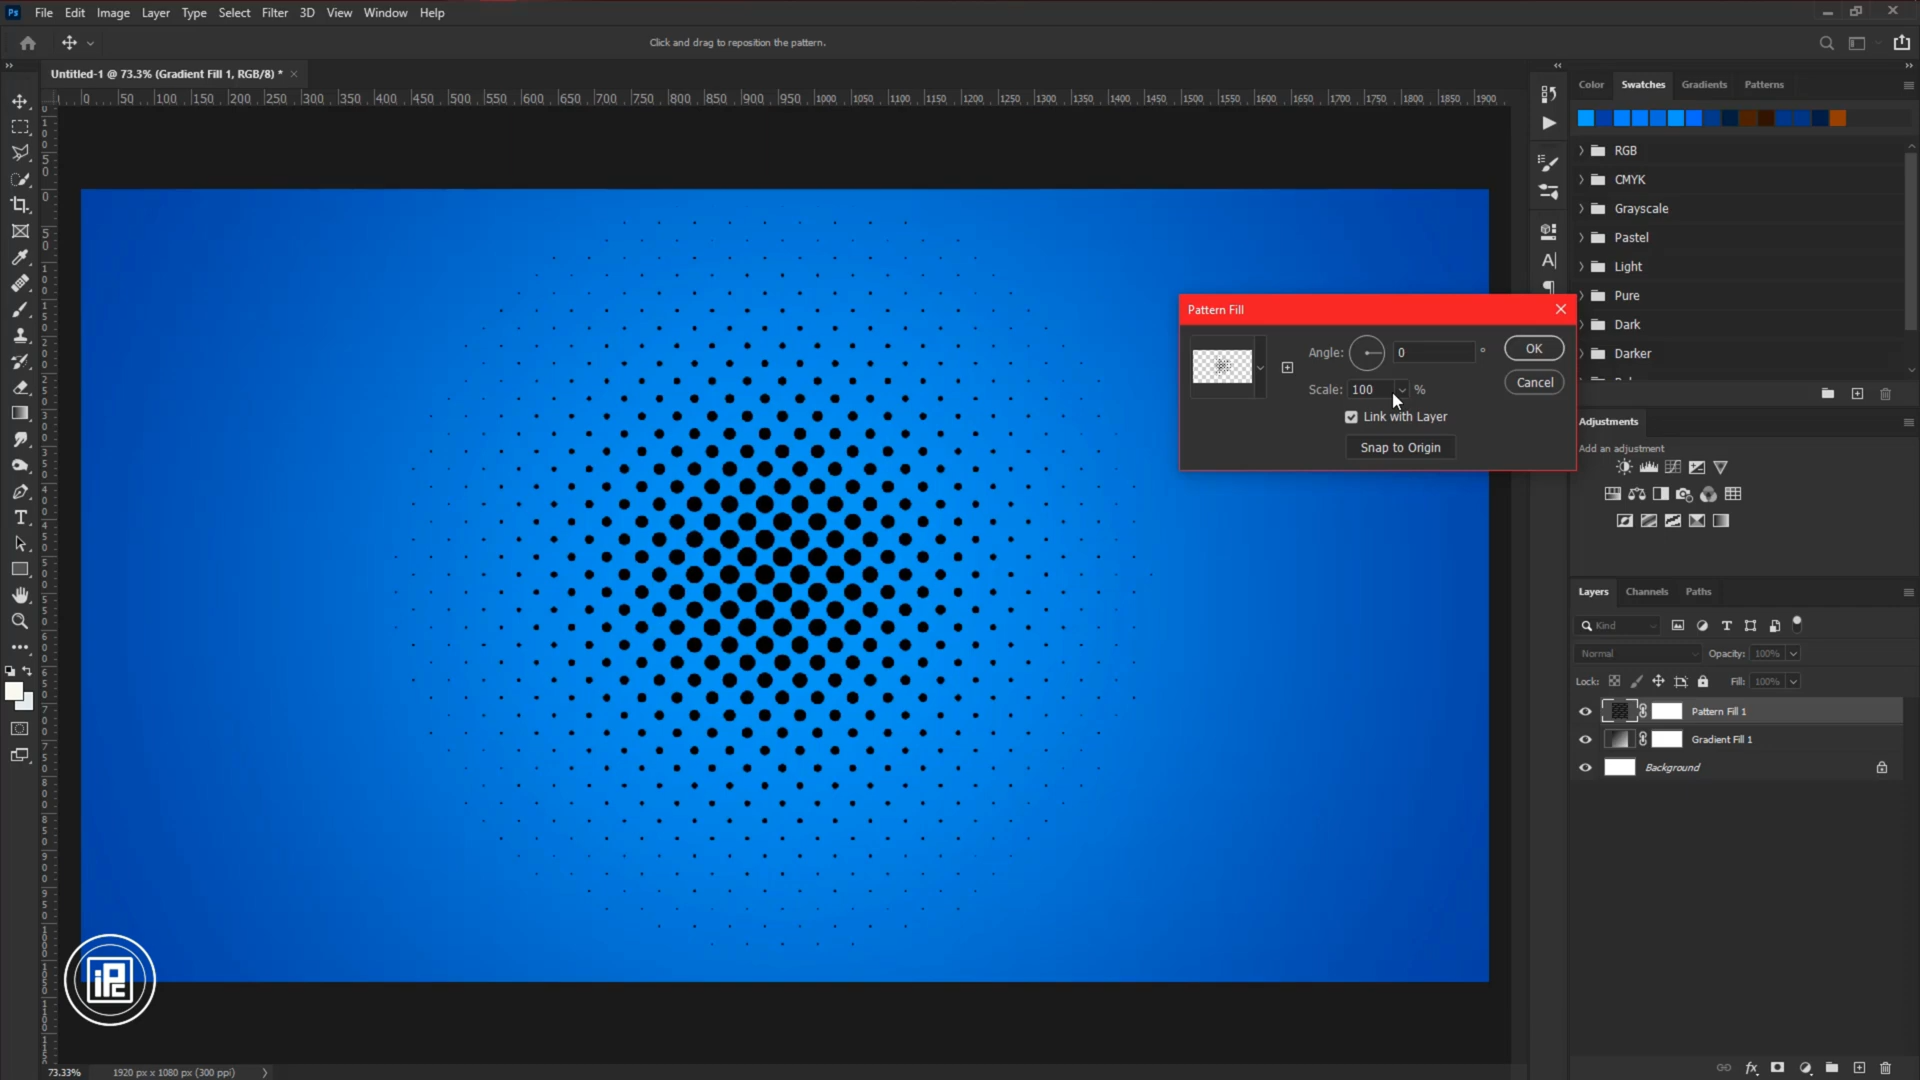 Ps File Edit Image Layer Type Select Filter 3D View Window Help
Click and drag to reposition the pattern.
Untitled-1 @ 73.3% (Gradient Fill 1, RGB/8) * ×
0 50 100 150 200 250 300 350 400 450 500 550 600 650 700 750 800 850 900 950 1000 1050 1100 1150 1200 1250 1300 1350 1400 1450 1500 1550 1600 1650 1700 1750 1800 1850 1900
Color Swatches Gradients Patterns
RGB
CMYK
Grayscale
Pastel
Light
Pure
Dark
Darker
Pattern Fill
Angle: 0 °
OK
Scale: 100 %
Cancel
Link with Layer
Snap to Origin
Adjustments
Add an adjustment
Layers Channels Paths
Kind
Normal Opacity: 100%
Lock: Fill: 100%
Pattern Fill 1
Gradient Fill 1
Background
iPc
73.33% 1920 px x 1080 px (300 ppi)